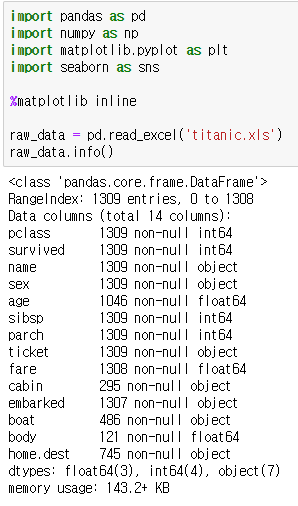 import pandas as pd
import numpy as np
import matplotlib.pyplot as plt
import seaborn as sns
%matplotlib inline
raw_data = pd.read_excel('titanic.xls')
raw_data.info()
<class 'pandas.core.frame.DataFrame'>
RangeIndex: 1309 entries, 0 to 1308
Data columns (total 14 columns):
pclass 1309 non-null int64
survived 1309 non-null int64
name 1309 non-null object
sex 1309 non-null object
age 1046 non-null float64
sibsp 1309 non-null int64
parch 1309 non-null int64
ticket 1309 non-null object
fare 1308 non-null float64
cabin 295 non-null object
embarked 1307 non-null object
boat 486 non-null object
body 121 non-null float64
home.dest 745 non-null object
dtypes: float64(3), int64(4), object(7)
memory usage: 143.2+ KB